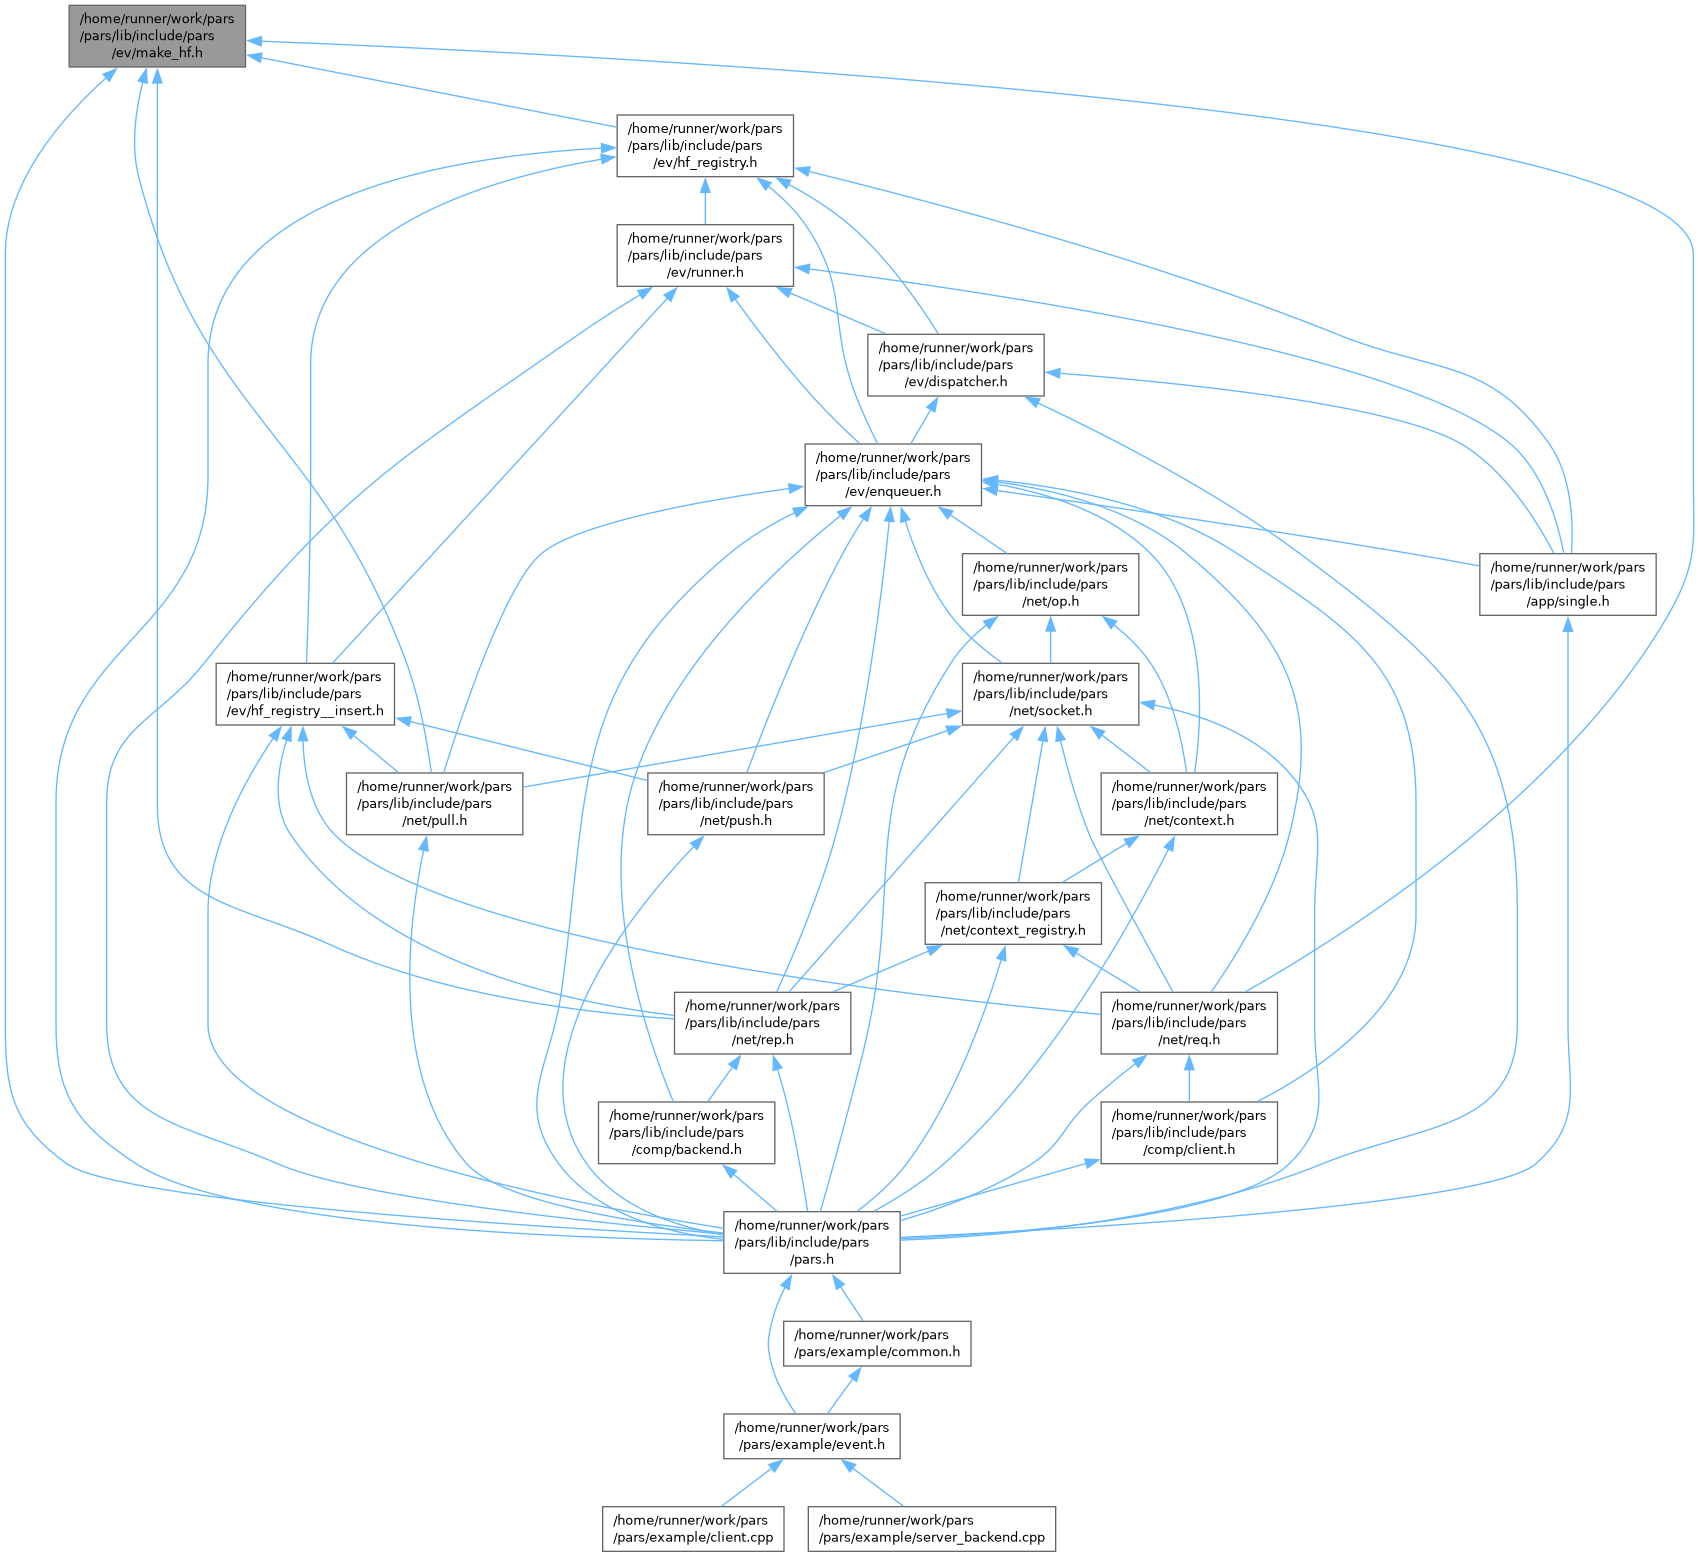 /home/runner/work/pars
/pars/lib/include/pars
/ev/make_hf.h
/home/runner/work/pars
/pars/lib/include/pars
/ev/hf_registry.h
/home/runner/work/pars
/pars/lib/include/pars
/ev/runner.h
/home/runner/work/pars
/pars/lib/include/pars
/ev/dispatcher.h
/home/runner/work/pars
/pars/lib/include/pars
/ev/enqueuer.h
/home/runner/work/pars
/pars/lib/include/pars
/net/op.h
/home/runner/work/pars
/pars/lib/include/pars
/app/single.h
/home/runner/work/pars
/pars/lib/include/pars
/ev/hf_registry__insert.h
/home/runner/work/pars
/pars/lib/include/pars
/net/socket.h
/home/runner/work/pars
/pars/lib/include/pars
/net/pull.h
/home/runner/work/pars
/pars/lib/include/pars
/net/push.h
/home/runner/work/pars
/pars/lib/include/pars
/net/context.h
/home/runner/work/pars
/pars/lib/include/pars
/net/context_registry.h
/home/runner/work/pars
/pars/lib/include/pars
/net/rep.h
/home/runner/work/pars
/pars/lib/include/pars
/net/req.h
/home/runner/work/pars
/pars/lib/include/pars
/comp/backend.h
/home/runner/work/pars
/pars/lib/include/pars
/comp/client.h
/home/runner/work/pars
/pars/lib/include/pars
/pars.h
/home/runner/work/pars
/pars/example/common.h
/home/runner/work/pars
/pars/example/event.h
/home/runner/work/pars
/pars/example/client.cpp
/home/runner/work/pars
/pars/example/server_backend.cpp